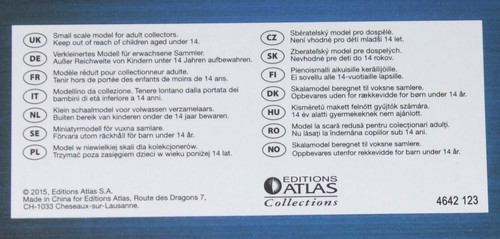 UK Small scale model for adult collectors.
Keep out of reach of children aged under 14.
DE Verkleinertes Modell für erwachsene Sammler.
Außer Reichweite von Kinder unter 14 Jahren aufbewahren.
FR Modèle réduit pour collectionneur adulte.
Tenir hors de portée des enfants de moins de 14 ans.
IT Modellino da collezione. Tenere lontano dalla portata dei
bambini di età inferiore a 14 anni.
NL Klein schaalmodel voor volwassen verzamelaars.
Buiten bereik van kinderen onder de 14 jaar bewaren.
SE Miniatyrmodell för vuxna samlare.
Förvara utom räckhåll för barn under 14 år.
PL Model w niewielkiej skali dla kolekcjonerów.
Trzymać poza zasięgiem dzieci w wieku poniżej 14 lat.
CZ Sběratelský model pro dospělé.
Není vhodné pro děti mladší 14 let.
SK Zberateľský model pre dospelých.
Nevhodné pre deti do 14 rokov.
FI Pienoismalli aikuisille keräilijöille.
Ei sovellu alle 14-vuotiaille lapsille.
DK Skalamodel beregnet til voksne samlere.
Opbevares uden for rækkevidde for børn under 14 år.
HU Kisméretű makett felnőtt gyűjtők számára.
14 év alatti gyermekeknek nem ajánlott.
RO Model la scară redusă pentru colecţionari adulţi.
Nu lăsaţi la îndemâna copiilor sub 14 ani.
NO Skalamodell beregnet til voksne samlere.
Oppbevares utenfor rekkevidde for barn under 14 år.
© 2015, Editions Atlas S.A.
Made in China for Editions Atlas, Route des Dragons 7,
CH-1033 Cheseaux-sur-Lausanne.
EDITIONS
ATLAS
Collections
4642 123